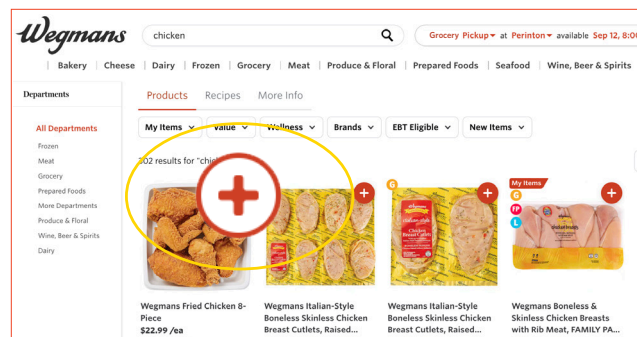 Wegmans
chicken
Grocery Pickup at Perinton available Sep 12, 8:00
Bakery | Cheese | Dairy | Frozen | Grocery | Meat | Produce & Floral | Prepared Foods | Seafood | Wine, Beer & Spirits
Departments
Products Recipes More Info
All Departments
Frozen
Meat
Grocery
Prepared Foods
More Departments
Produce & Floral
Wine, Beer & Spirits
Dairy
My Items Value Wellness Brands EBT Eligible New Items
302 results for "chic
G
My Items
G
FP
L
Wegmans Fried Chicken 8-
Piece
$22.99 /ea
Wegmans Italian-Style
Boneless Skinless Chicken
Breast Cutlets, Raised...
Wegmans Italian-Style
Boneless Skinless Chicken
Breast Cutlets, Raised...
Wegmans Boneless &
Skinless Chicken Breasts
with Rib Meat, FAMILY PA...